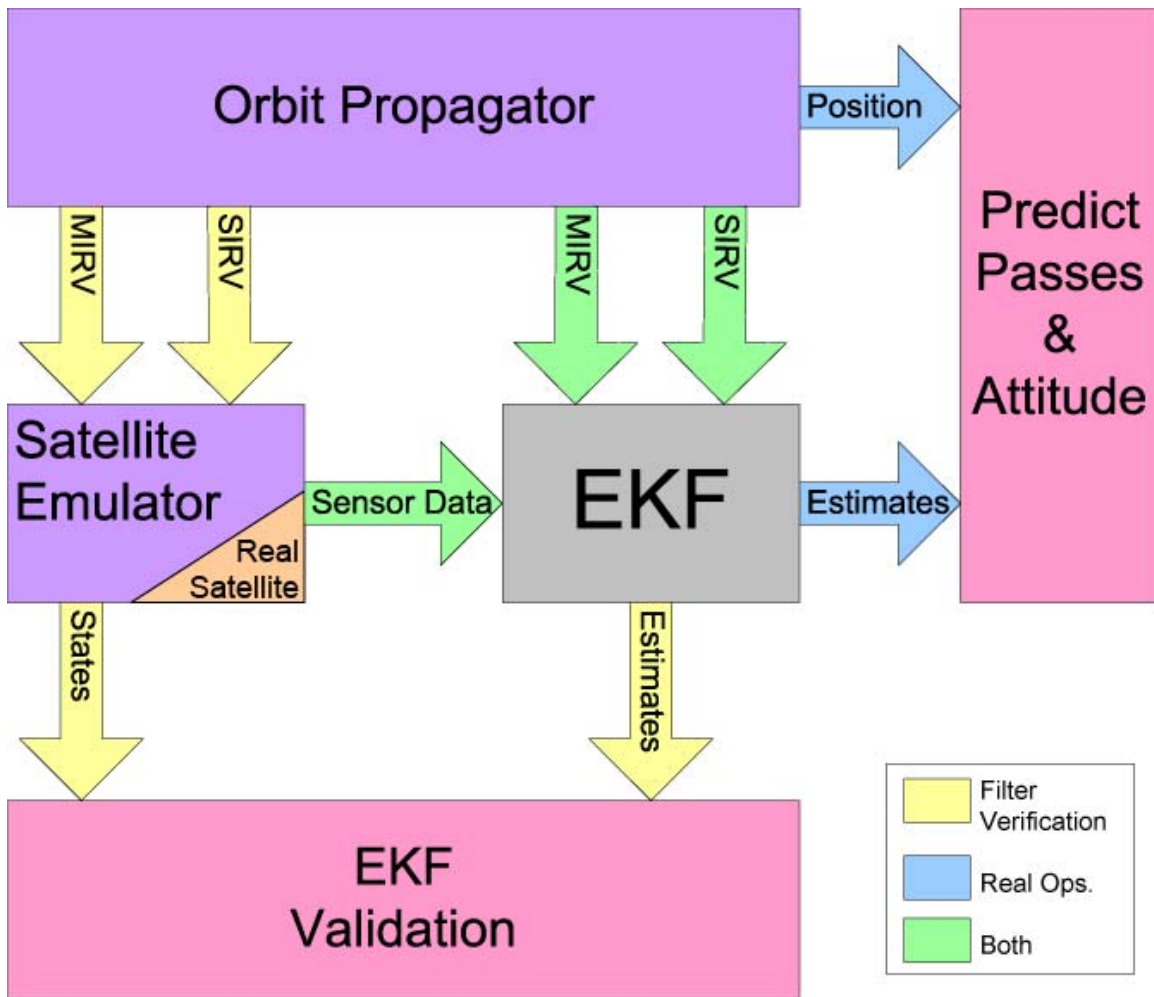 Orbit Propagator
Position
MIRV
SIRV
MIRV
SIRV
Predict
Passes
&
Attitude
Satellite
Emulator
Real
Satellite
Sensor Data
EKF
Estimates
States
Estimates
EKF
Validation
Filter
Verification
Real Ops.
Both